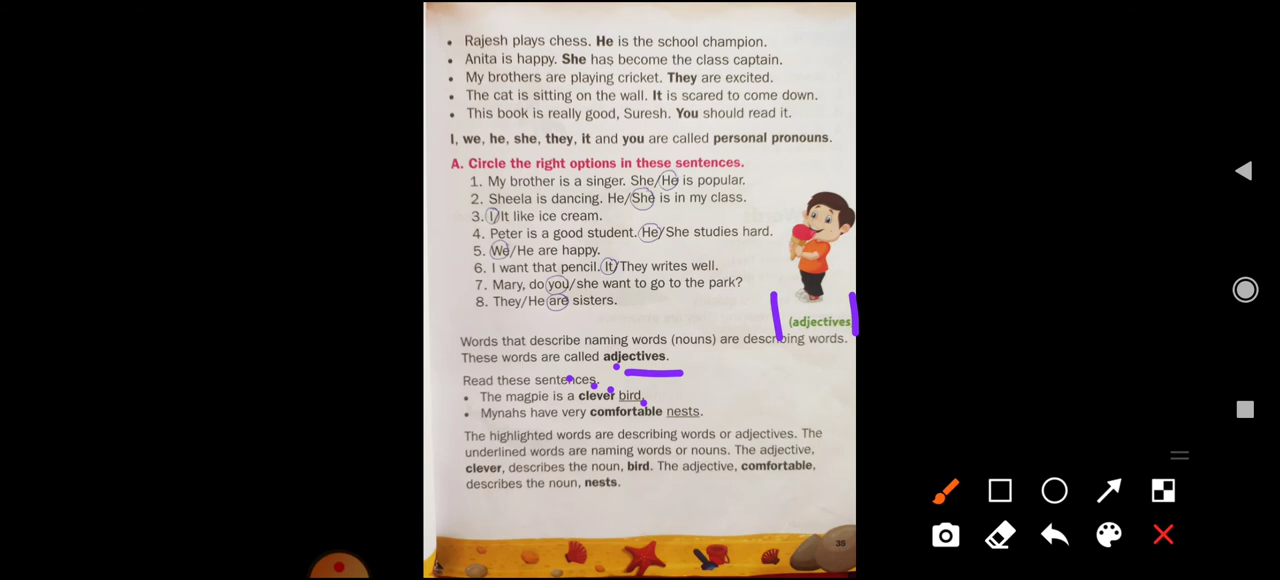 • Rajesh plays chess. He is the school champion.
• Anita is happy. She has become the class captain.
• My brothers are playing cricket. They are excited.
• The cat is sitting on the wall. It is scared to come down.
• This book is really good, Suresh. You should read it.
I, we, he, she, they, it and you are called personal pronouns.
A. Circle the right options in these sentences.
1. My brother is a singer. She/He is popular.
2. Sheela is dancing. He/She is in my class.
3. I/It like ice cream.
4. Peter is a good student. He/She studies hard.
5. We/He are happy.
6. I want that pencil. It/They writes well.
7. Mary, do you/she want to go to the park?
8. They/He are sisters.
(adjectives
Words that describe naming words (nouns) are describing words.
These words are called adjectives.
Read these sentences.
• The magpie is a clever bird.
• Mynahs have very comfortable nests.
The highlighted words are describing words or adjectives. The
underlined words are naming words or nouns. The adjective,
clever, describes the noun, bird. The adjective, comfortable,
describes the noun, nests.
35